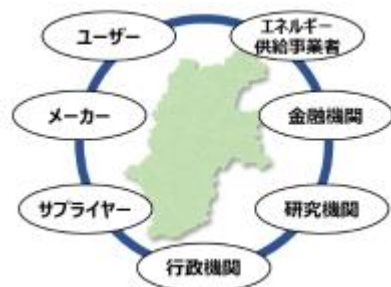 ユーザー
エネルギー
供給事業者
メーカー
金融機関
サプライヤー
研究機関
行政機関